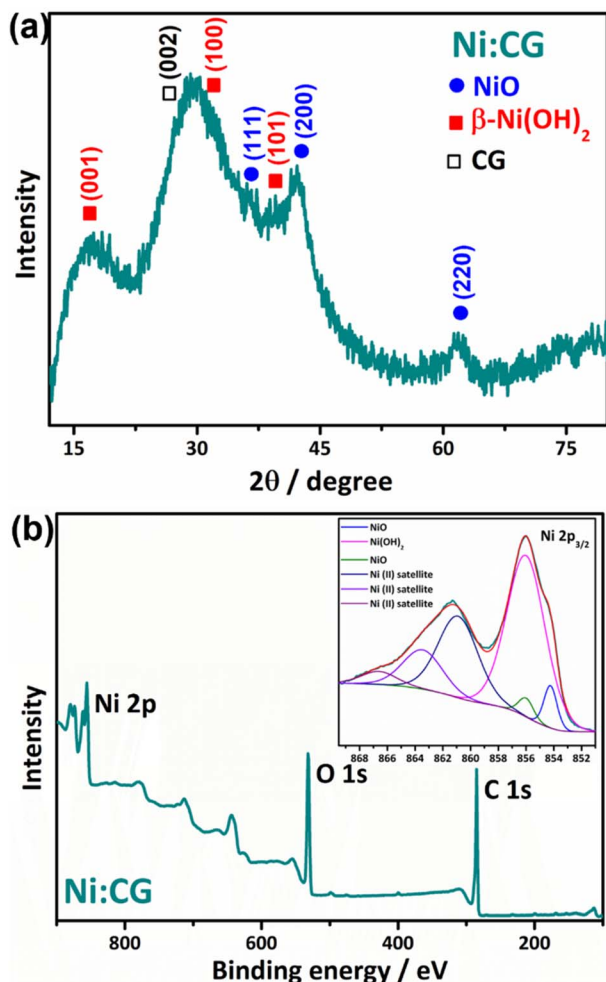 (a)
(002)
(100)
Ni:CG
NiO
β-Ni(OH)₂
CG
(001)
(111)
(101)
(200)
(220)
Intensity
15
30
45
60
75
2θ / degree
(b)
NiO
Ni(OH)₂
NiO
Ni (II) satellite
Ni (II) satellite
Ni (II) satellite
Ni 2p₃/₂
868 866 864 862 860 858 856 854 852 851
Ni 2p
O 1s
C 1s
Intensity
Ni:CG
800
600
400
200
Binding energy / eV